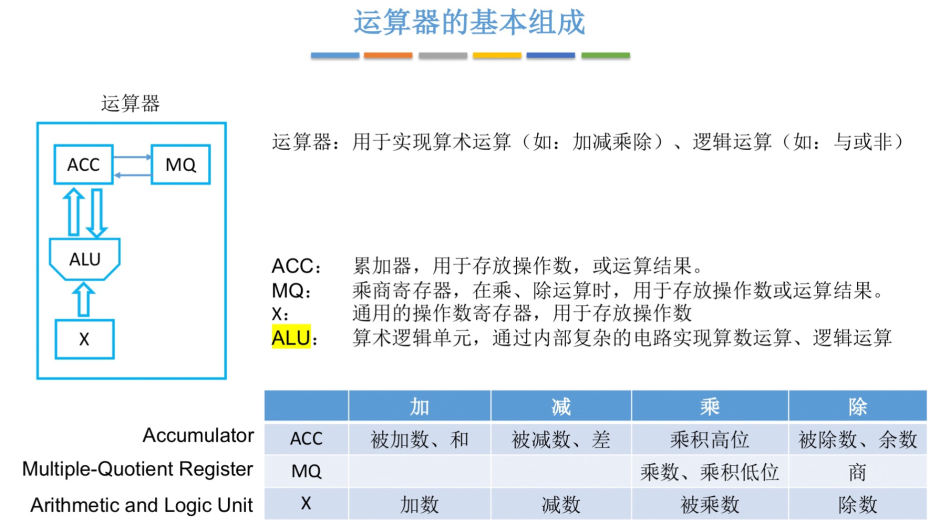 运算器的基本组成
运算器
ACC
MQ
ALU
X
运算器：用于实现算术运算（如：加减乘除）、逻辑运算（如：与或非）
ACC： 累加器，用于存放操作数，或运算结果。
MQ： 乘商寄存器，在乘、除运算时，用于存放操作数或运算结果。
X： 通用的操作数寄存器，用于存放操作数
ALU： 算术逻辑单元，通过内部复杂的电路实现算数运算、逻辑运算
加 减 乘 除
Accumulator ACC 被加数、和 被减数、差 乘积高位 被除数、余数
Multiple-Quotient Register MQ 乘数、乘积低位 商
Arithmetic and Logic Unit X 加数 减数 被乘数 除数